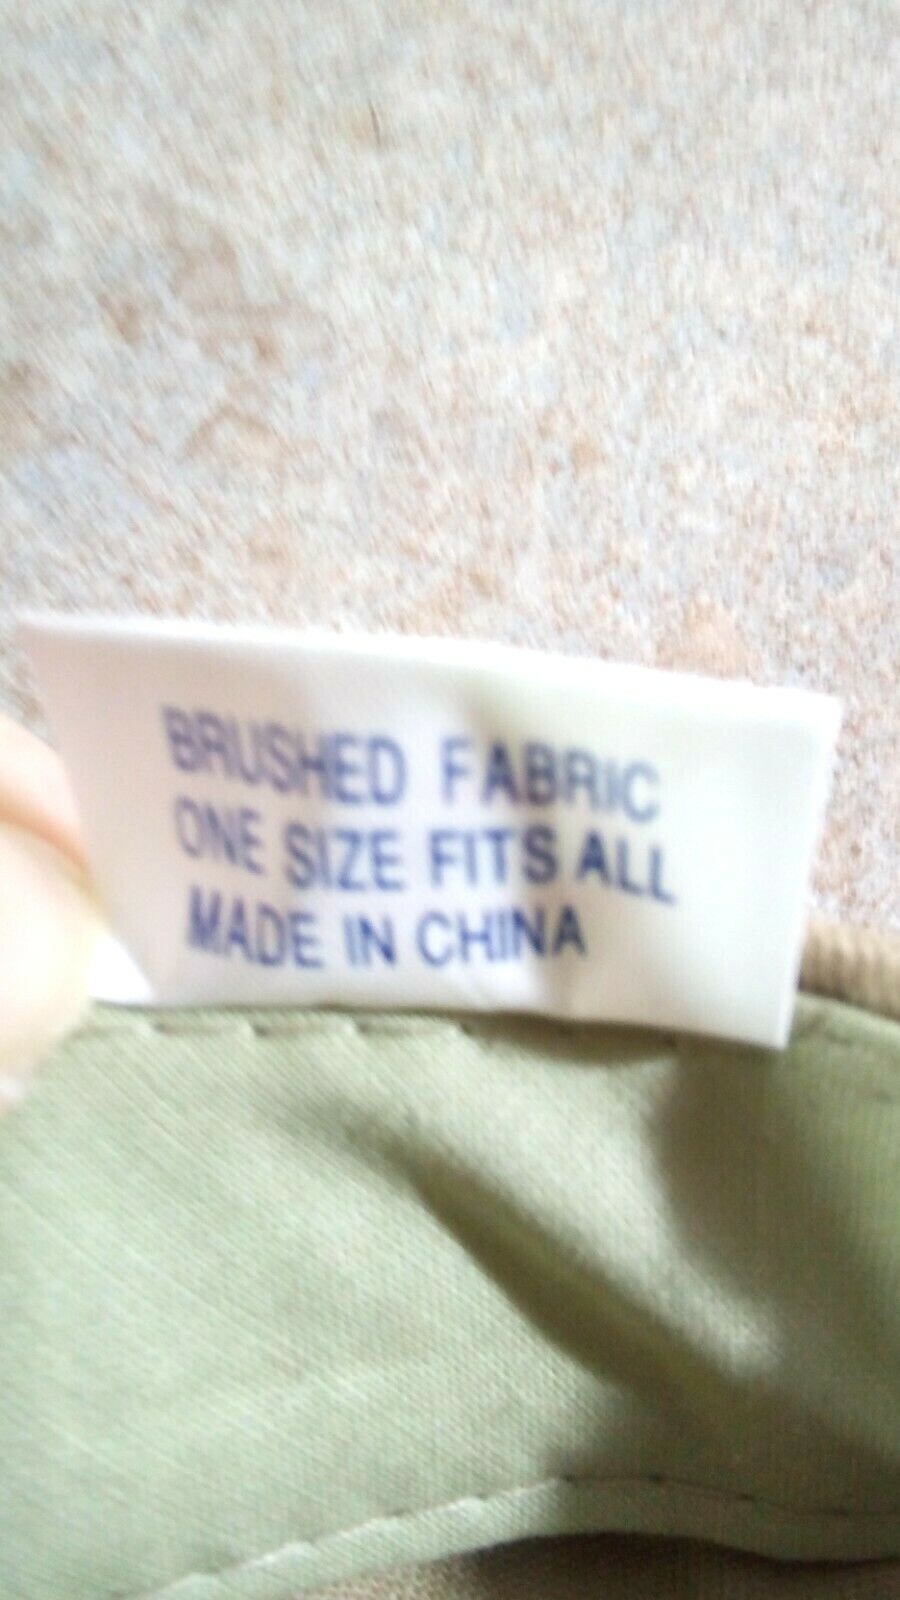 BRUSHED FABRIC
ONE SIZE FITS ALL
MADE IN CHINA